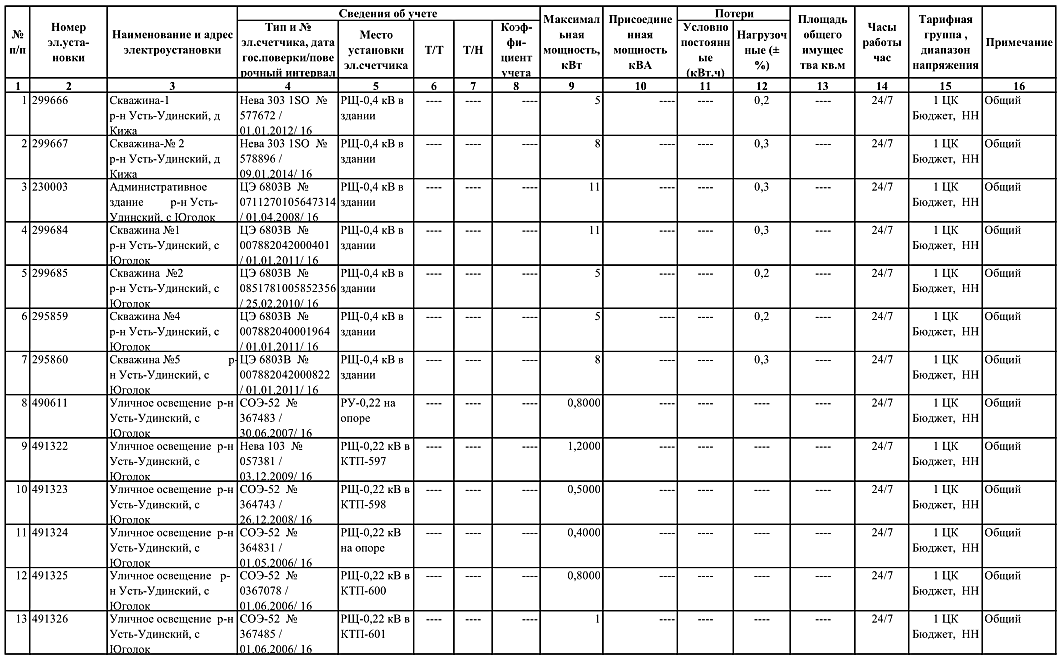 № п/п | Номер эл.уста-новки | Наименование и адрес электроустановки | Сведения об учете | Максималь­ная мощность, кВт | Присоединенная мощность кВА | Потери | Площадь общего имущества кв.м | Часы работы час | Тарифная группа , диапазон напряжения | Примечание
Тип и № эл.счетчика, дата гос.поверки/поверочный интервал | Место установки эл.счетчика | Т/Т | Т/Н | Коэф-фи-циент учета | Условно постоянные (кВт.ч) | Нагрузочные (± %)
1 | 2 | 3 | 4 | 5 | 6 | 7 | 8 | 9 | 10 | 11 | 12 | 13 | 14 | 15 | 16
1 | 299666 | Скважина-1 р-н Усть-Удинский, д Кижа | Нева 303 1SO № 577672 / 01.01.2012/ 16 | РЩ-0,4 кВ в здании | ---- | ---- | ---- | 5 | ---- | ---- | 0,2 | ---- | 24/7 | 1 ЦК Бюджет, НН | Общий
2 | 299667 | Скважина-№ 2 р-н Усть-Удинский, д Кижа | Нева 303 1SO № 578896 / 09.01.2014/ 16 | РЩ-0,4 кВ в здании | ---- | ---- | ---- | 8 | ---- | ---- | 0,3 | ---- | 24/7 | 1 ЦК Бюджет, НН | Общий
3 | 230003 | Административное здание р-н Усть-Удинский, с Юголок | ЦЭ 6803В № 0711270105647314 / 01.04.2008/ 16 | РЩ-0,4 кВ в здании | ---- | ---- | ---- | 11 | ---- | ---- | 0,3 | ---- | 24/7 | 1 ЦК Бюджет, НН | Общий
4 | 299684 | Скважина №1 р-н Усть-Удинский, с Юголок | ЦЭ 6803В № 007882042000401 / 01.01.2011/ 16 | РЩ-0,4 кВ в здании | ---- | ---- | ---- | 11 | ---- | ---- | 0,3 | ---- | 24/7 | 1 ЦК Бюджет, НН | Общий
5 | 299685 | Скважина №2 р-н Усть-Удинский, с Юголок | ЦЭ 6803В № 0851781005852356 / 25.02.2010/ 16 | РЩ-0,4 кВ в здании | ---- | ---- | ---- | 5 | ---- | ---- | 0,2 | ---- | 24/7 | 1 ЦК Бюджет, НН | Общий
6 | 295859 | Скважина №4 р-н Усть-Удинский, с Юголок | ЦЭ 6803В № 007882040001964 / 01.01.2011/ 16 | РЩ-0,4 кВ в здании | ---- | ---- | ---- | 5 | ---- | ---- | 0,2 | ---- | 24/7 | 1 ЦК Бюджет, НН | Общий
7 | 295860 | Скважина №5 р-н Усть-Удинский, с Юголок | ЦЭ 6803В № 007882042000822 / 01.01.2011/ 16 | РЩ-0,4 кВ в здании | ---- | ---- | ---- | 8 | ---- | ---- | 0,3 | ---- | 24/7 | 1 ЦК Бюджет, НН | Общий
8 | 490611 | Уличное освещение р-н Усть-Удинский, с Юголок | СОЭ-52 № 367483 / 30.06.2007/ 16 | РУ-0,22 на опоре | ---- | ---- | ---- | 0,8000 | ---- | ---- | ---- | ---- | 24/7 | 1 ЦК Бюджет, НН | Общий
9 | 491322 | Уличное освещение р-н Усть-Удинский, с Юголок | Нева 103 № 057381 / 03.12.2009/ 16 | РЩ-0,22 кВ в КТП-597 | ---- | ---- | ---- | 1,2000 | ---- | ---- | ---- | ---- | 24/7 | 1 ЦК Бюджет, НН | Общий
10 | 491323 | Уличное освещение р-н Усть-Удинский, с Юголок | СОЭ-52 № 364743 / 26.12.2008/ 16 | РЩ-0,22 кВ в КТП-598 | ---- | ---- | ---- | 0,5000 | ---- | ---- | ---- | ---- | 24/7 | 1 ЦК Бюджет, НН | Общий
11 | 491324 | Уличное освещение р-н Усть-Удинский, с Юголок | СОЭ-52 № 364831 / 01.05.2006/ 16 | РЩ-0,22 кВ на опоре | ---- | ---- | ---- | 0,4000 | ---- | ---- | ---- | ---- | 24/7 | 1 ЦК Бюджет, НН | Общий
12 | 491325 | Уличное освещение р-н Усть-Удинский, с Юголок | СОЭ-52 № 0367078 / 01.06.2006/ 16 | РЩ-0,22 кВ в КТП-600 | ---- | ---- | ---- | 0,8000 | ---- | ---- | ---- | ---- | 24/7 | 1 ЦК Бюджет, НН | Общий
13 | 491326 | Уличное освещение р-н Усть-Удинский, с Юголок | СОЭ-52 № 367485 / 01.06.2006/ 16 | РЩ-0,22 кВ в КТП-601 | ---- | ---- | ---- | 1 | ---- | ---- | ---- | ---- | 24/7 | 1 ЦК Бюджет, НН | Общий